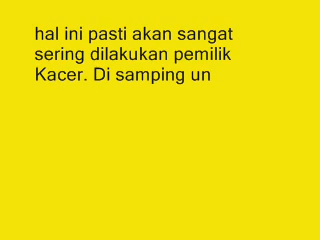 hal ini pasti akan sangat
sering dilakukan pemilik
Kacer. Di samping un